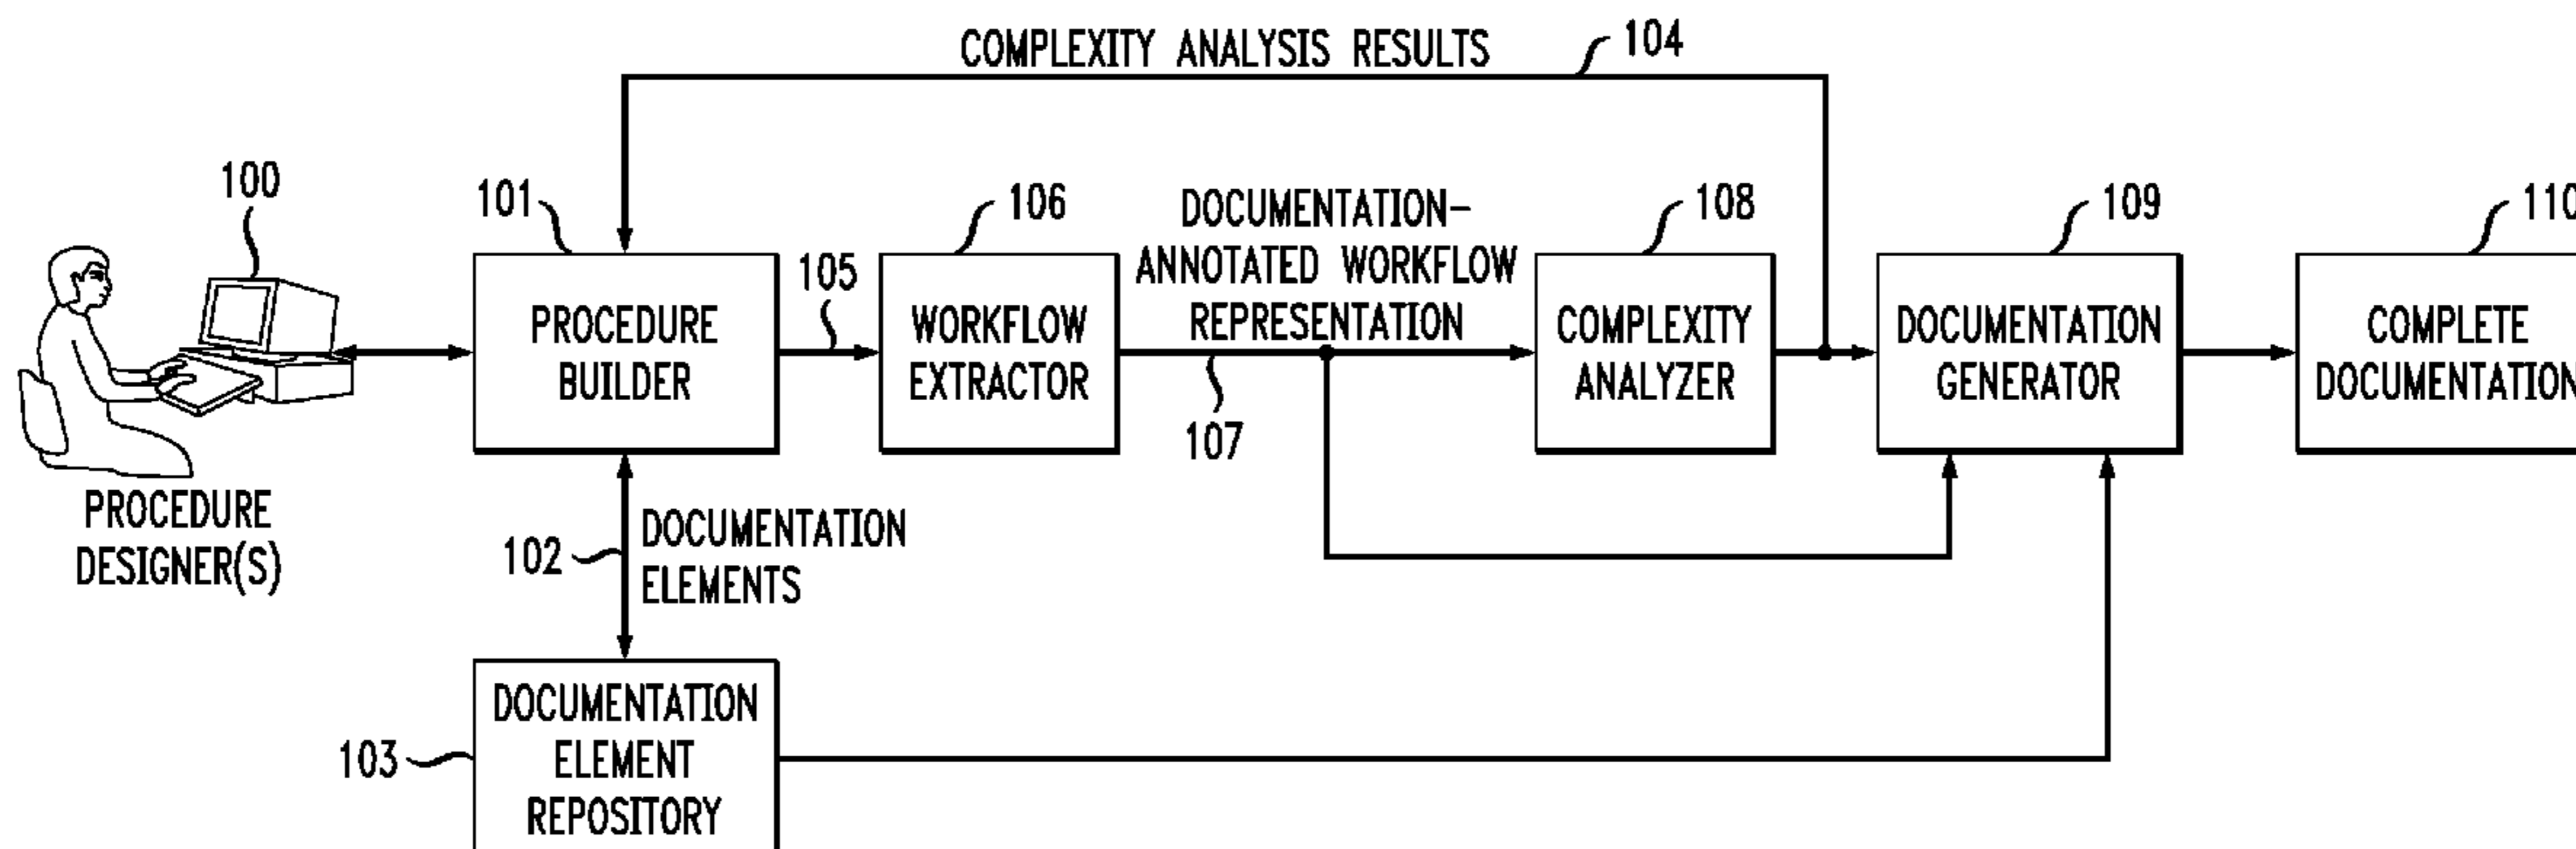 COMPLEXITY ANALYSIS RESULTS
104
100
101
106
DOCUMENTATION-
ANNOTATED WORKFLOW
REPRESENTATION
108
109
110
105
PROCEDURE
BUILDER
WORKFLOW
EXTRACTOR
COMPLEXITY
ANALYZER
DOCUMENTATION
GENERATOR
COMPLETE
DOCUMENTATION
107
PROCEDURE
DESIGNER(S)
102
DOCUMENTATION
ELEMENTS
103
DOCUMENTATION
ELEMENT
REPOSITORY